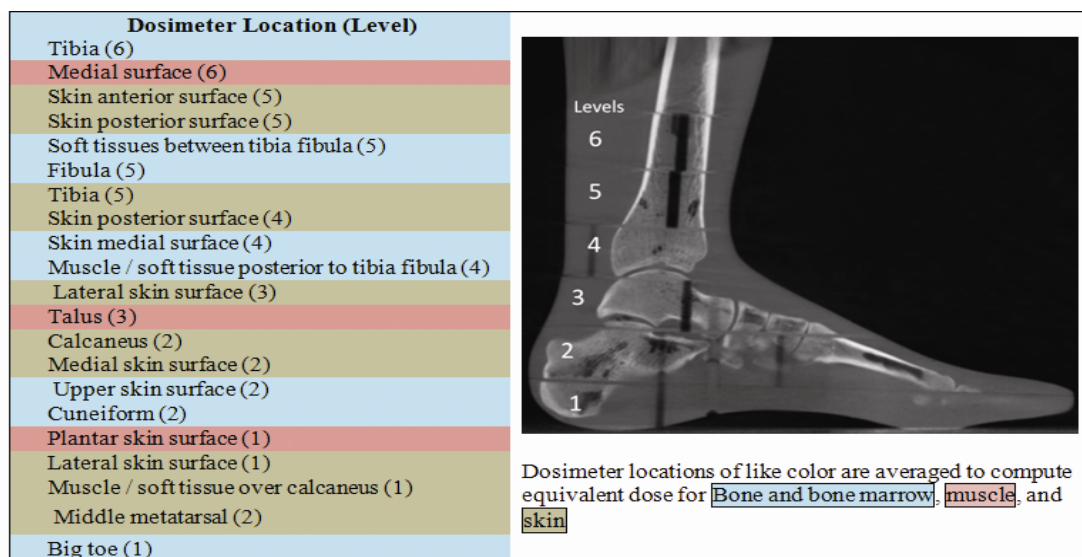 Dosimeter Location (Level)
Tibia (6)
Medial surface (6)
Skin anterior surface (5)
Skin posterior surface (5)
Soft tissues between tibia fibula (5)
Fibula (5)
Tibia (5)
Skin posterior surface (4)
Skin medial surface (4)
Muscle / soft tissue posterior to tibia fibula (4)
Lateral skin surface (3)
Talus (3)
Calcaneus (2)
Medial skin surface (2)
Upper skin surface (2)
Cuneiform (2)
Plantar skin surface (1)
Lateral skin surface (1)
Muscle / soft tissue over calcaneus (1)
Middle metatarsal (2)
Big toe (1)
Levels
6
5
4
3
2
1
Dosimeter locations of like color are averaged to compute
equivalent dose for Bone and bone marrow, muscle, and
skin